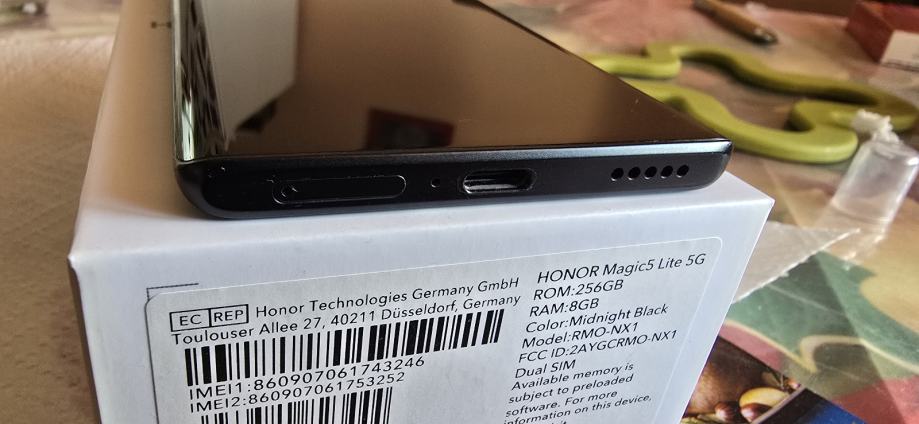 EC REP Honor Technologies Germany GmbH
Toulouser Allee 27, 40211 Düsseldorf, Germany
IMEI1:860907061743246
IMEI2:860907061753252
HONOR Magic5 Lite 5G
ROM:256GB
RAM:8GB
Color:Midnight Black
Model:RMO-NX1
FCC ID:2AYGCRMO-NX1
Dual SIM
Available memory is
subject to preloaded
software. For more
information on this device,